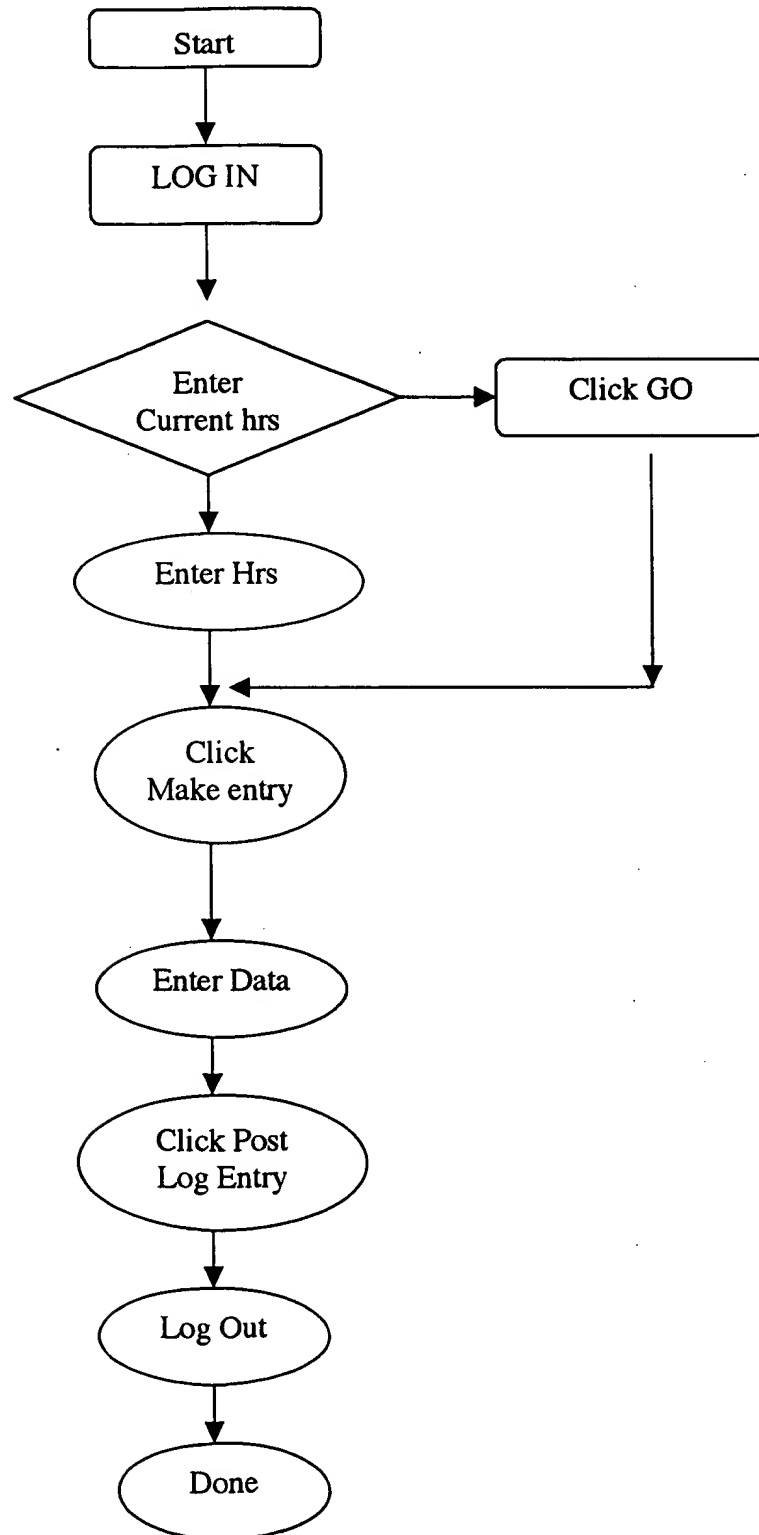 Start
LOG IN
Enter
Current hrs
Click GO
Enter Hrs
Click
Make entry
Enter Data
Click Post
Log Entry
Log Out
Done